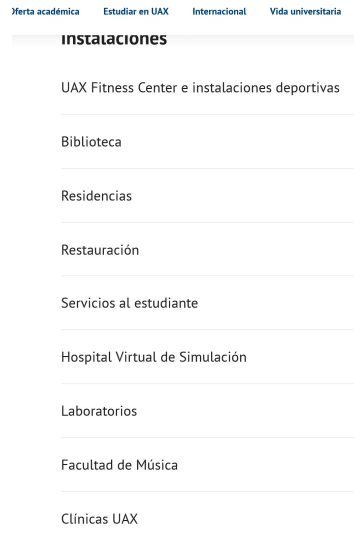 Oferta académica Estudiar en UAX Internacional Vida universitaria
Instalaciones
UAX Fitness Center e instalaciones deportivas
Biblioteca
Residencias
Restauración
Servicios al estudiante
Hospital Virtual de Simulación
Laboratorios
Facultad de Música
Clínicas UAX